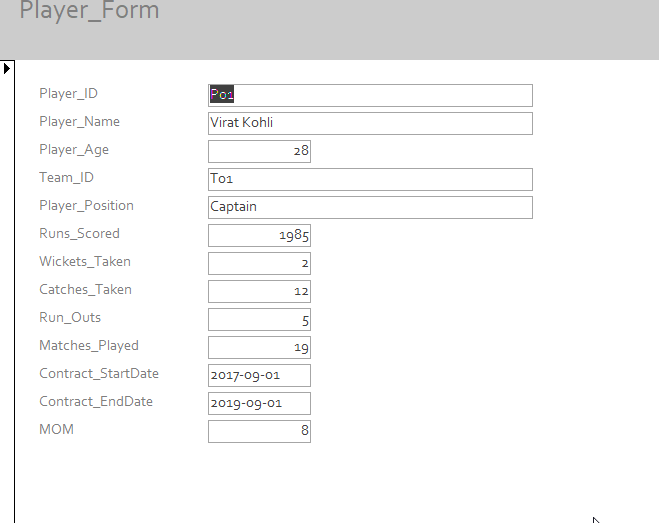 Player_Form
Player_ID P01
Player_Name Virat Kohli
Player_Age 28
Team_ID T01
Player_Position Captain
Runs_Scored 1985
Wickets_Taken 2
Catches_Taken 12
Run_Outs 5
Matches_Played 19
Contract_StartDate 2017-09-01
Contract_EndDate 2019-09-01
MOM 8